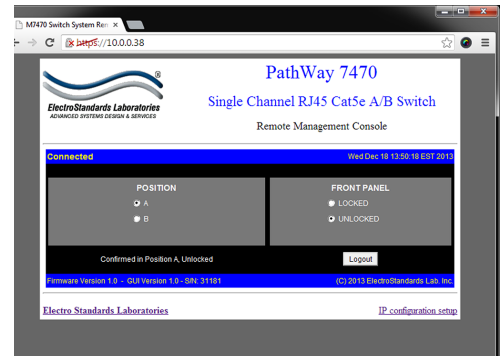 M7470 Switch System Ren
https://10.0.0.38
PathWay 7470
Single Channel RJ45 Cat5e A/B Switch
Remote Management Console
®
ElectroStandards Laboratories
ADVANCED SYSTEMS DESIGN & SERVICES
Connected
Wed Dec 18 13:50:18 EST 2013
POSITION
A
B
FRONT PANEL
LOCKED
UNLOCKED
Confirmed in Position A, Unlocked
Logout
Firmware Version 1.0 - GUI Version 1.0 - S/N: 31181
(C) 2013 ElectroStandards Lab. Inc.
Electro Standards Laboratories
IP configuration setup